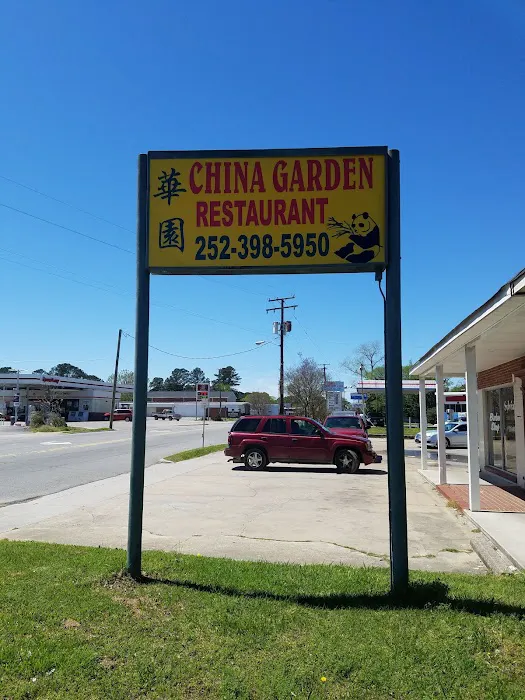 華園
CHINA GARDEN
RESTAURANT
252-398-5950